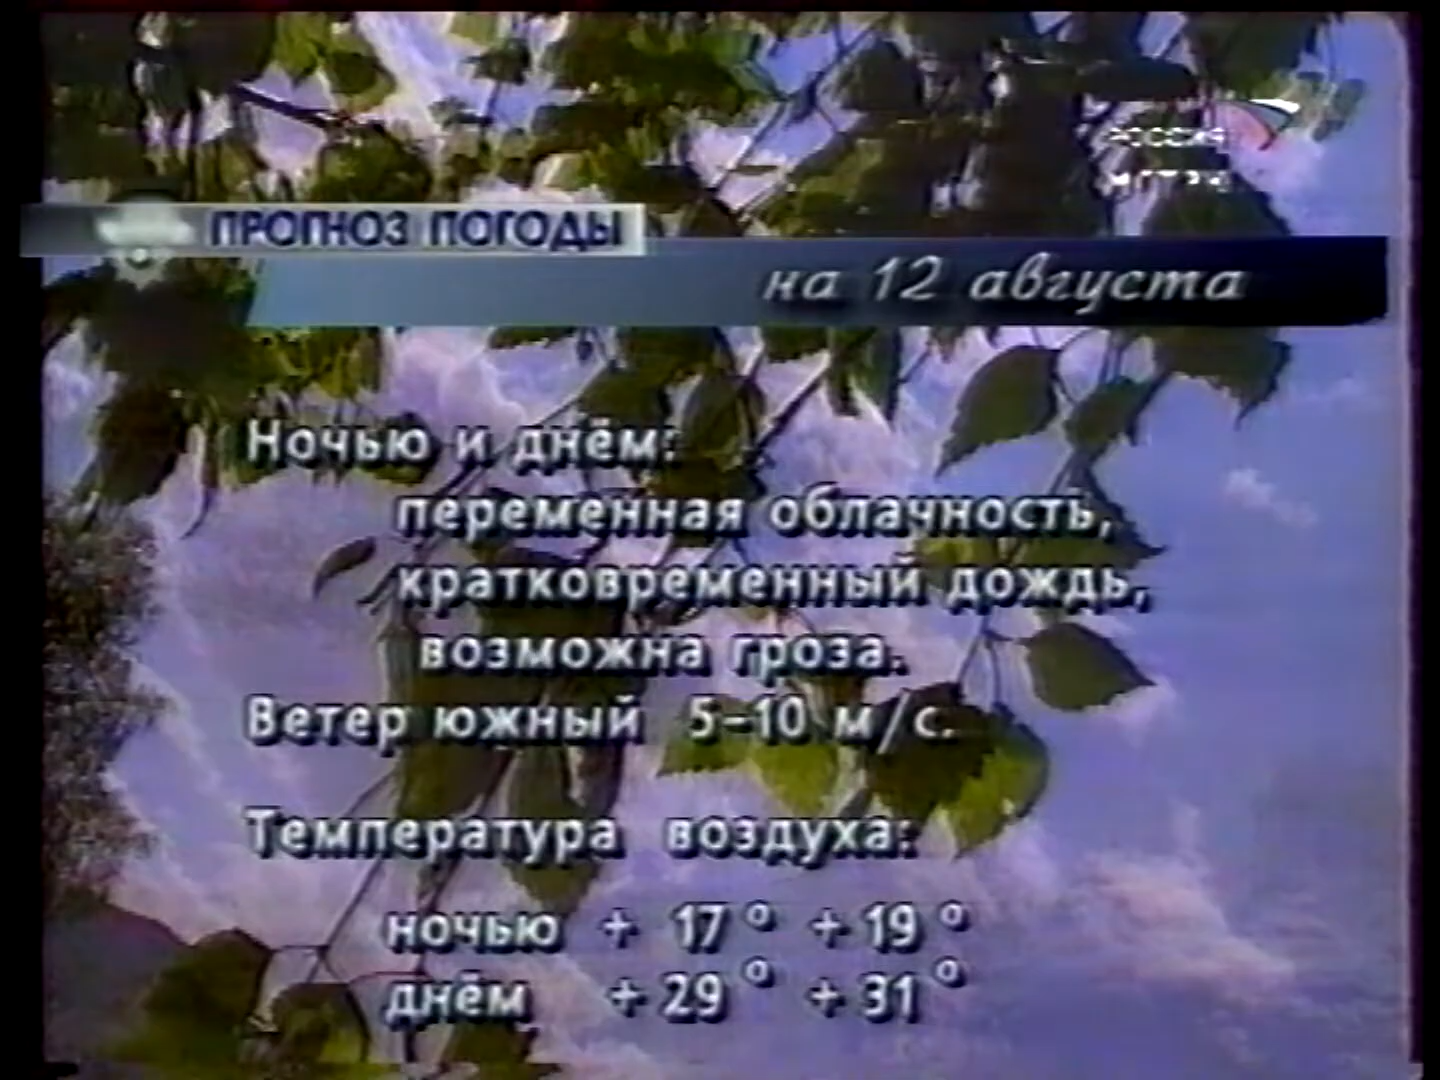 РОССИЯ
ПРОГНОЗ ПОГОДЫ
на 12 августа
Ночью и днём:
переменная облачность,
кратковременный дождь,
возможна гроза.
Ветер южный 5-10 м/с.
Температура воздуха:
ночью + 17° + 19°
днём + 29° + 31°